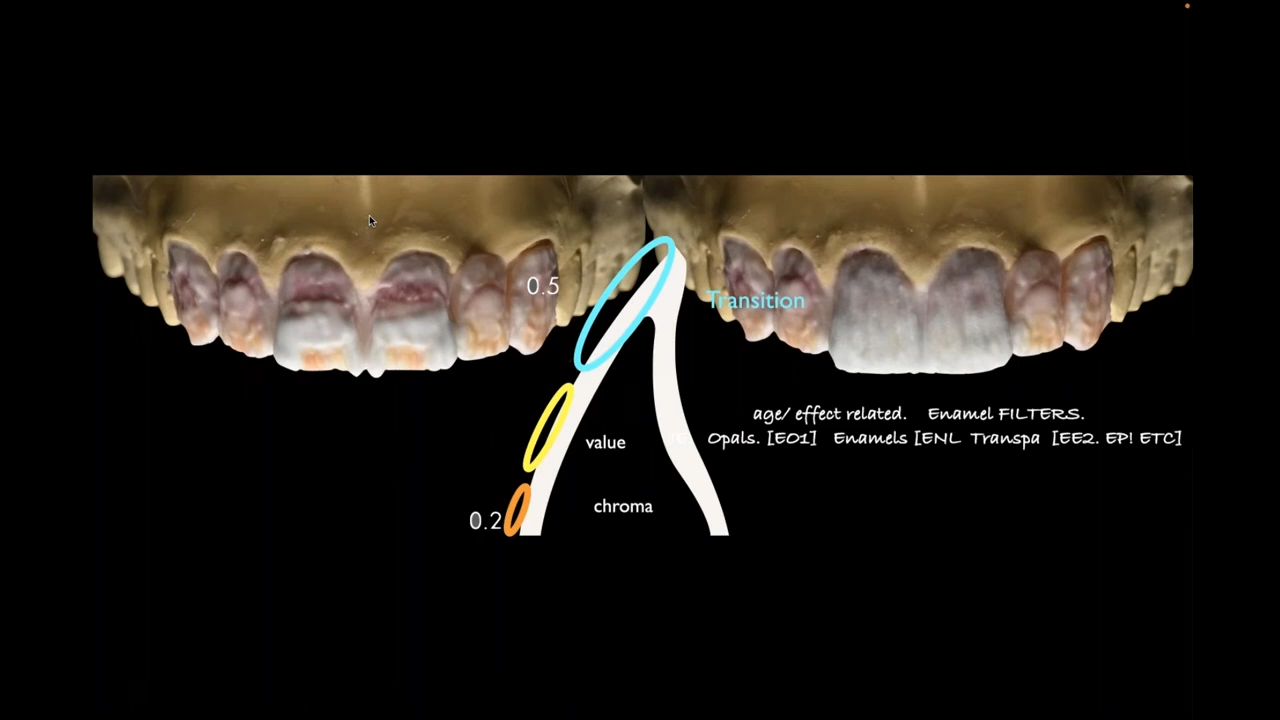 0.5
Transition
age/ effect related. Enamel FILTERS.
value
Opals. [EO1] Enamels [ENL Transpa [EE2. EP! ETC]
chroma
0.2